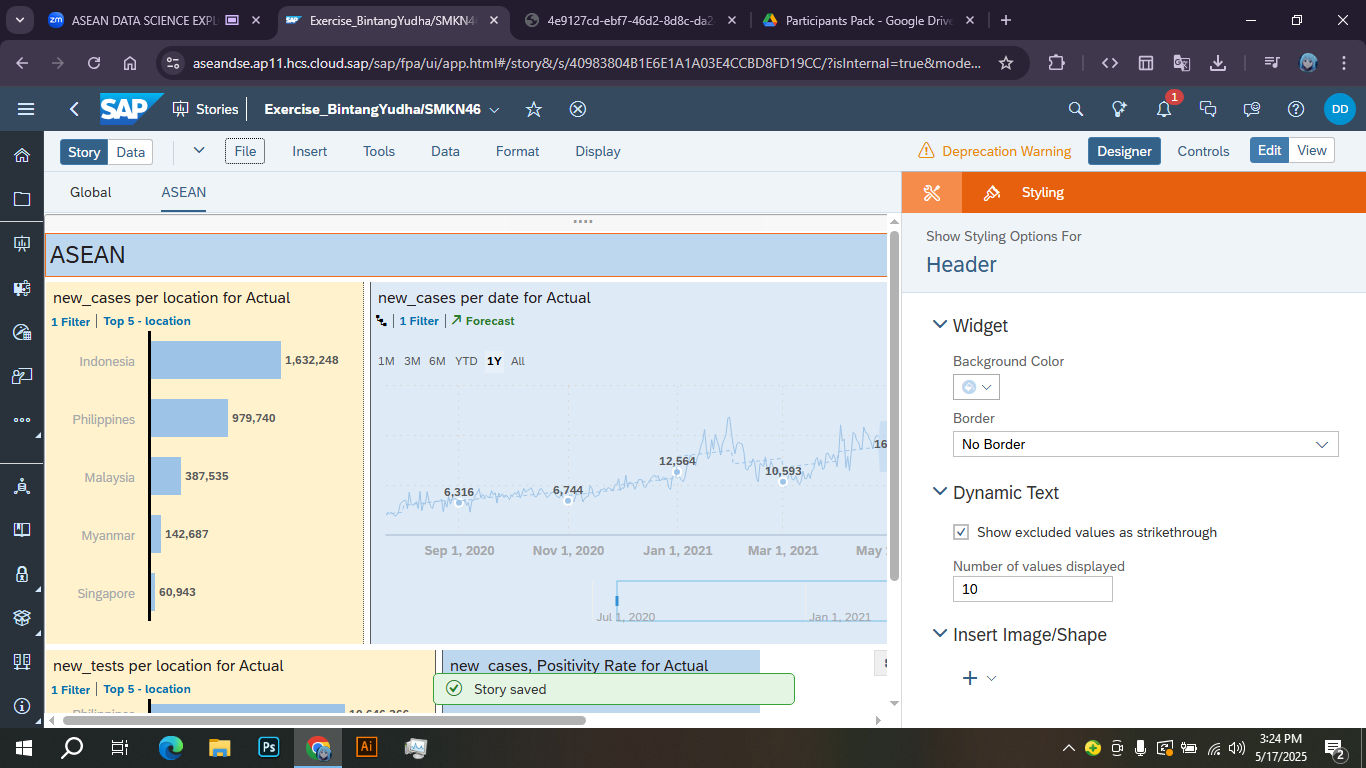 ASEAN DATA SCIENCE EXPL
Exercise_BintangYudha/SMKN46
4e9127cd-ebf7-46d2-8d8c-da2
Participants Pack - Google Drive
aseandse.ap11.hcs.cloud.sap/sap/fpa/ui/app.html#/story&/s/40983804B1E6E1A1A03E4CCBD8FD19CC/?isInternal=true&mode...
SAP Stories Exercise_BintangYudha/SMKN46
1
DD
Story Data File Insert Tools Data Format Display
Deprecation Warning Designer Controls Edit View
Global ASEAN
Styling
Show Styling Options For
Header
ASEAN
new_cases per location for Actual
1 Filter Top 5 - location
Indonesia 1,632,248
Philippines 979,740
Malaysia 387,535
Myanmar 142,687
Singapore 60,943
new_cases per date for Actual
1 Filter Forecast
1M 3M 6M YTD 1Y All
6,316 6,744 12,564 10,593 16
Sep 1, 2020 Nov 1, 2020 Jan 1, 2021 Mar 1, 2021 May
Jul 1, 2020 Jan 1, 2021
new_tests per location for Actual
1 Filter Top 5 - location
Philippines
new_cases, Positivity Rate for Actual
Story saved
Widget
Background Color
Border
No Border
Dynamic Text
Show excluded values as strikethrough
Number of values displayed
10
Insert Image/Shape
Ps
Ai
3:24 PM
5/17/2025
2